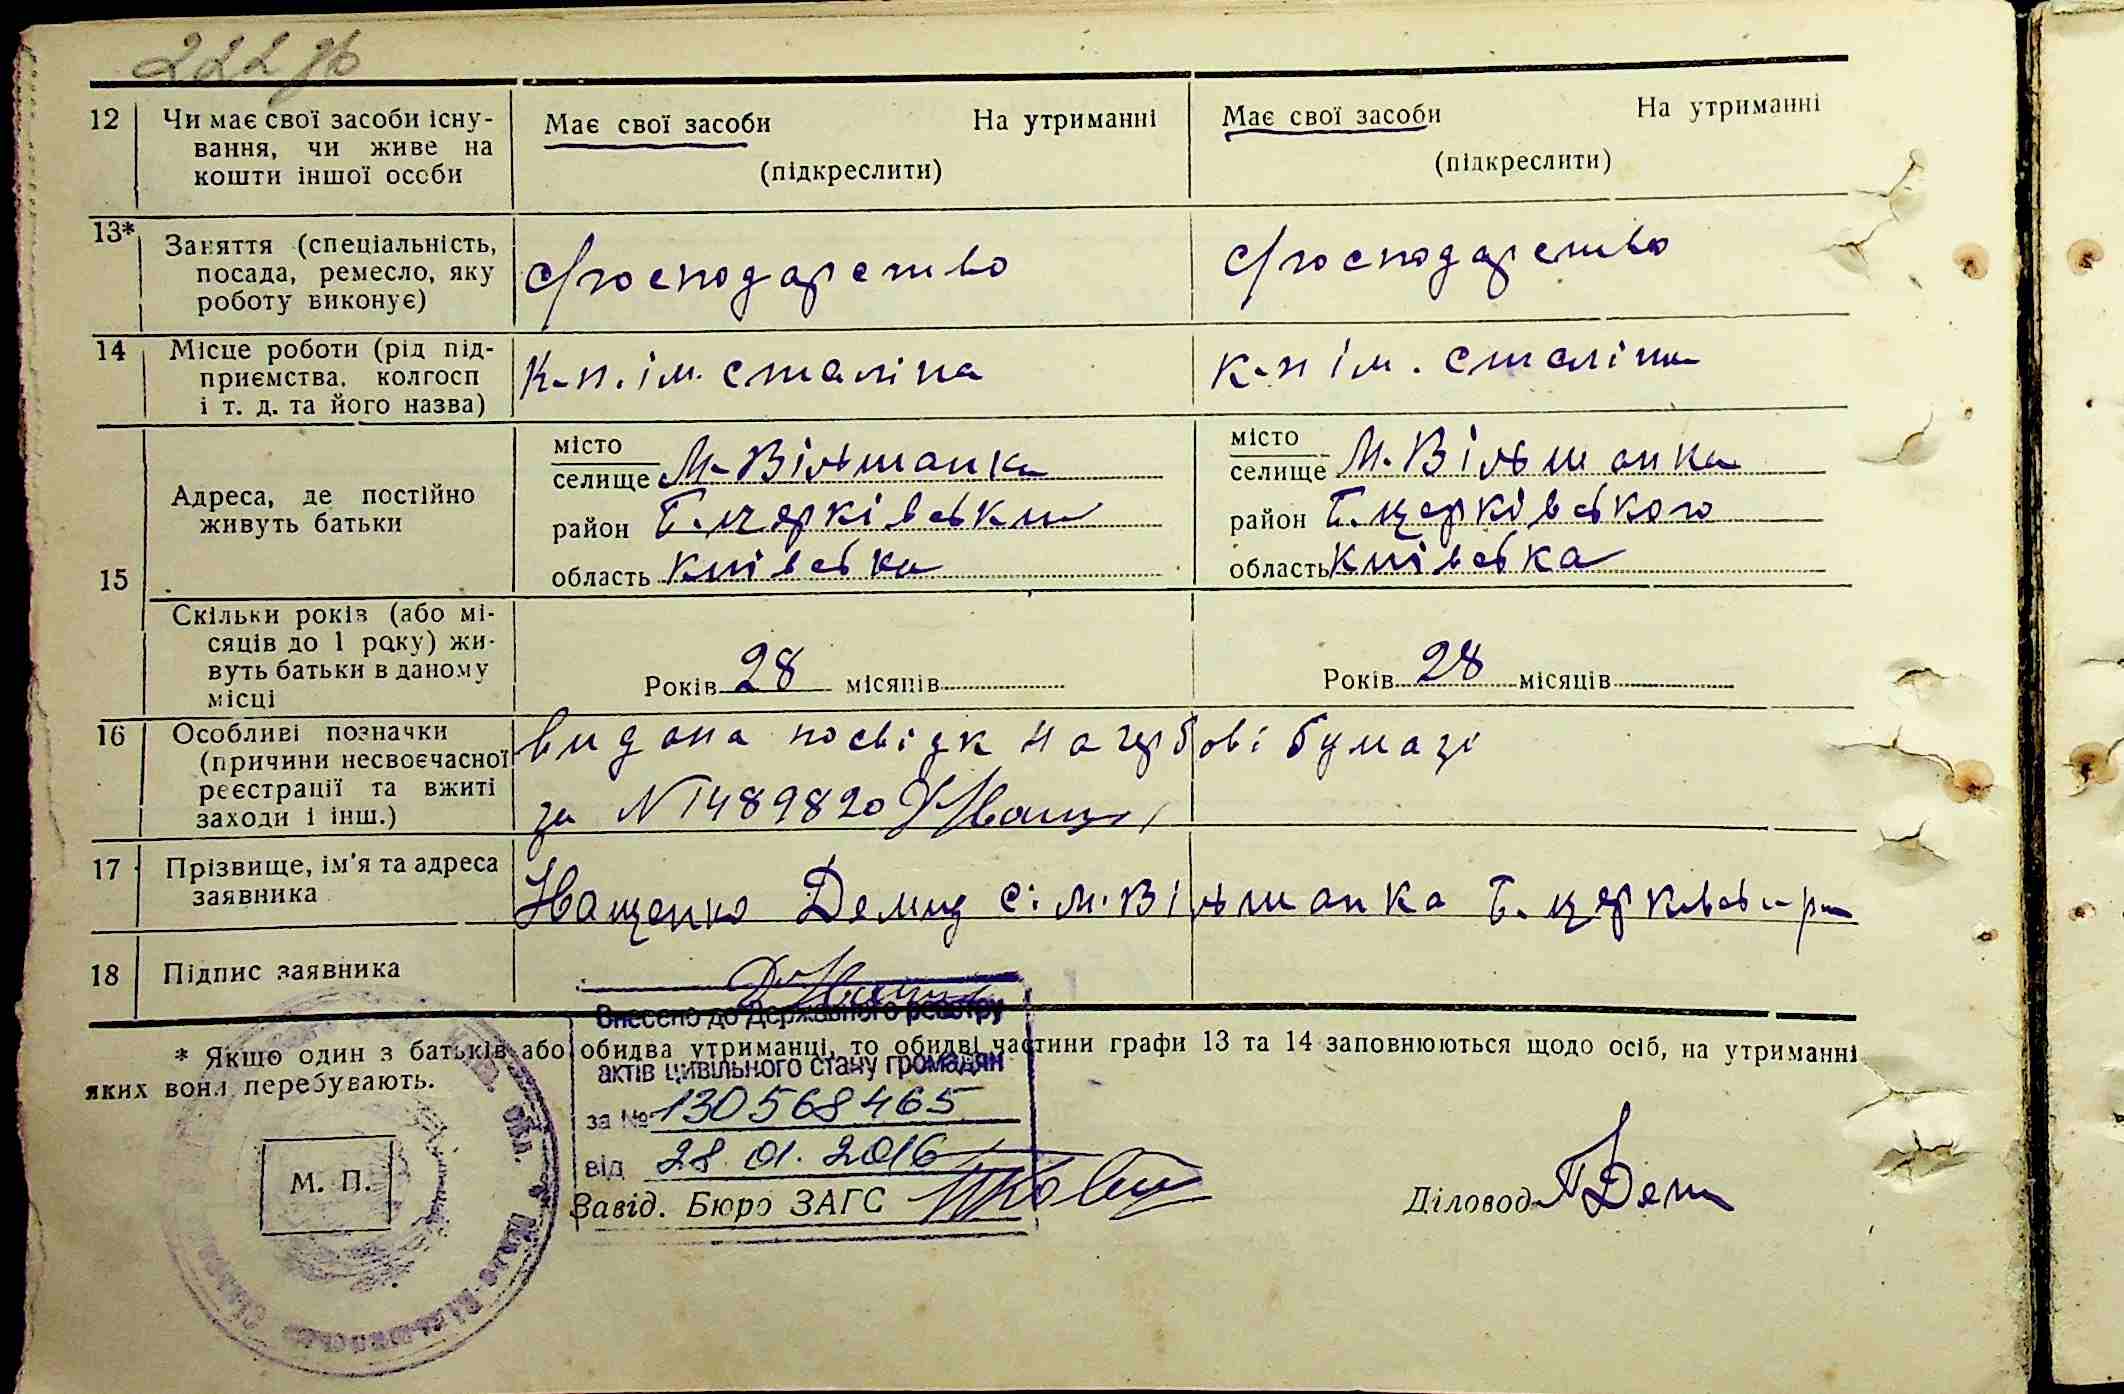 222 зв
12 Чи має свої засоби існу-
вання, чи живе на
кошти іншої особи
Має свої засоби На утриманні
(підкреслити)
Має свої засоби На утриманні
(підкреслити)
13* Заняття (спеціальність,
посада, ремесло, яку
роботу виконує)
с/господарство
с/господарство
14 Місце роботи (рід під-
приємства, колгосп
і т. д. та його назва)
к-п. ім. сталіна
к-п ім. сталіна
15 Адреса, де постійно
живуть батьки
місто
селище М-Вільшанка
район Б.церківськи
область київська
місто
селище М.Вільшанка
район Б.церківського
область київська
Скільки років (або мі-
сяців до 1 року) жи-
вуть батьки в даному
місці
Років 28 місяців
Років 28 місяців
16 Особливі позначки
(причини несвоєчасної
реєстрації та вжиті
заходи і інш.)
видана посвідк на гербові бумазі
за №1489820
17 Прізвище, ім'я та адреса
заявника
Іващенко Демид с. м. Вільшанка Б. церківськ р-н
18 Підпис заявника
Внесено до Державного реєстру
актів цивільного стану громадян
за № 130568465
від 28.01.2016
* Якщо один з батьків або обидва утриманці, то обидві частини графи 13 та 14 заповнюються щодо осіб, на утриманні
яких вони перебувають.
М. П.
Завід. Бюро ЗАГС
Діловод